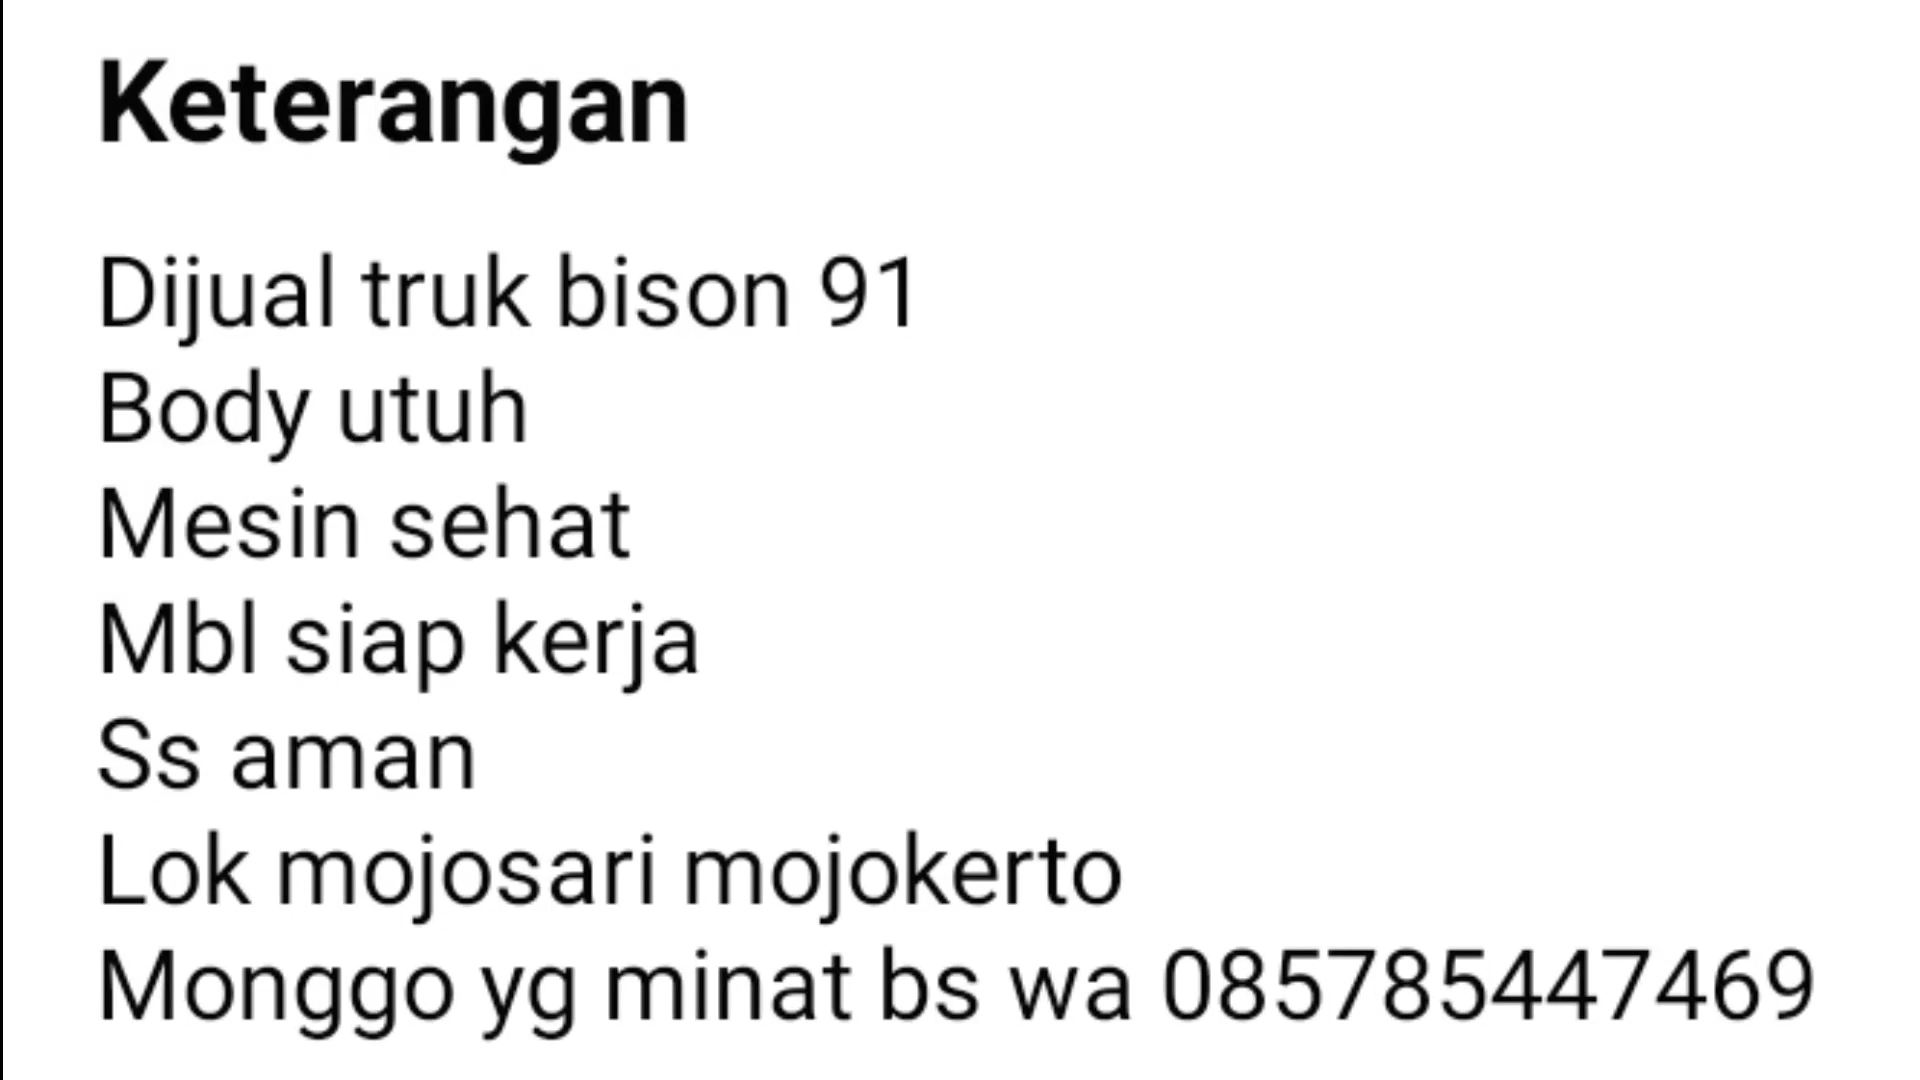 Keterangan
Dijual truk bison 91
Body utuh
Mesin sehat
Mbl siap kerja
Ss aman
Lok mojosari mojokerto
Monggo yg minat bs wa 085785447469